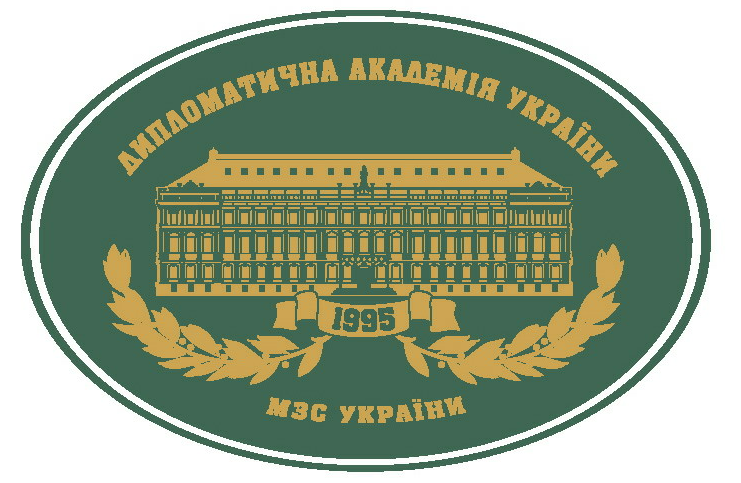 ДИПЛОМАТИЧНА АКАДЕМІЯ УКРАЇНИ
1995
МЗС УКРАЇНИ